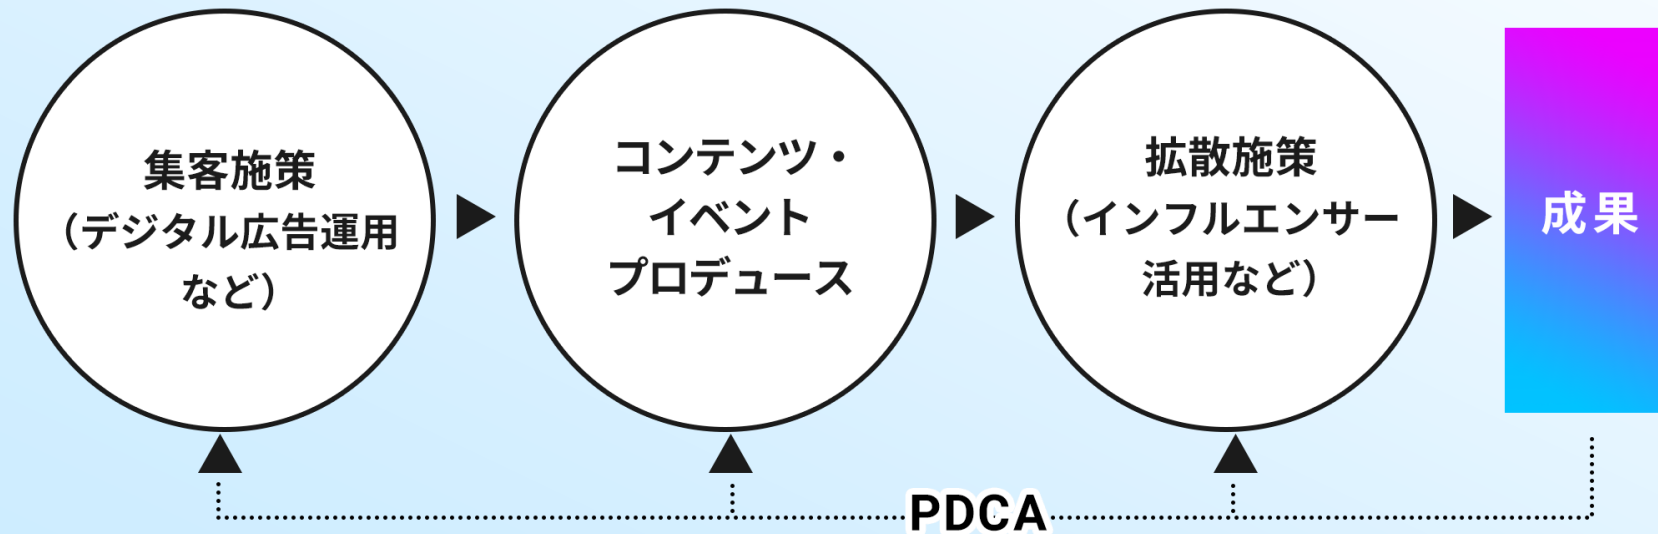 集客施策
（デジタル広告運用
など）
コンテンツ・
イベント
プロデュース
拡散施策
（インフルエンサー
活用など）
成果
PDCA